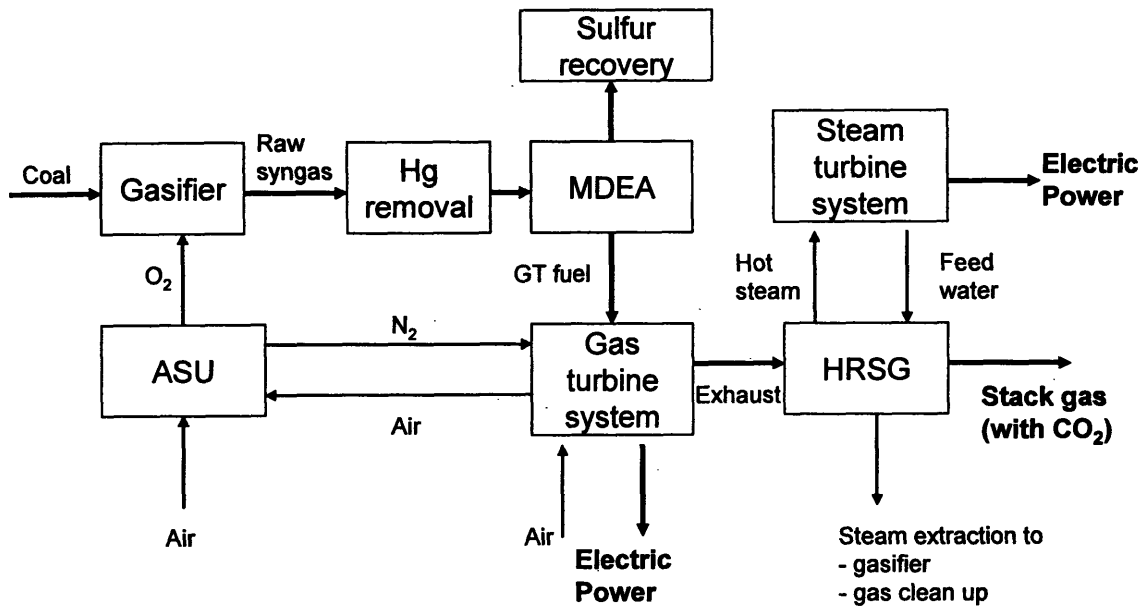 Sulfur
recovery
Steam
turbine
system
Electric
Power
Coal
Gasifier
Raw
syngas
Hg
removal
MDEA
O₂
GT fuel
Hot
steam
Feed
water
ASU
N₂
Air
Gas
turbine
system
Exhaust
HRSG
Stack gas
(with CO₂)
Air
Air
Electric
Power
Steam extraction to
- gasifier
- gas clean up